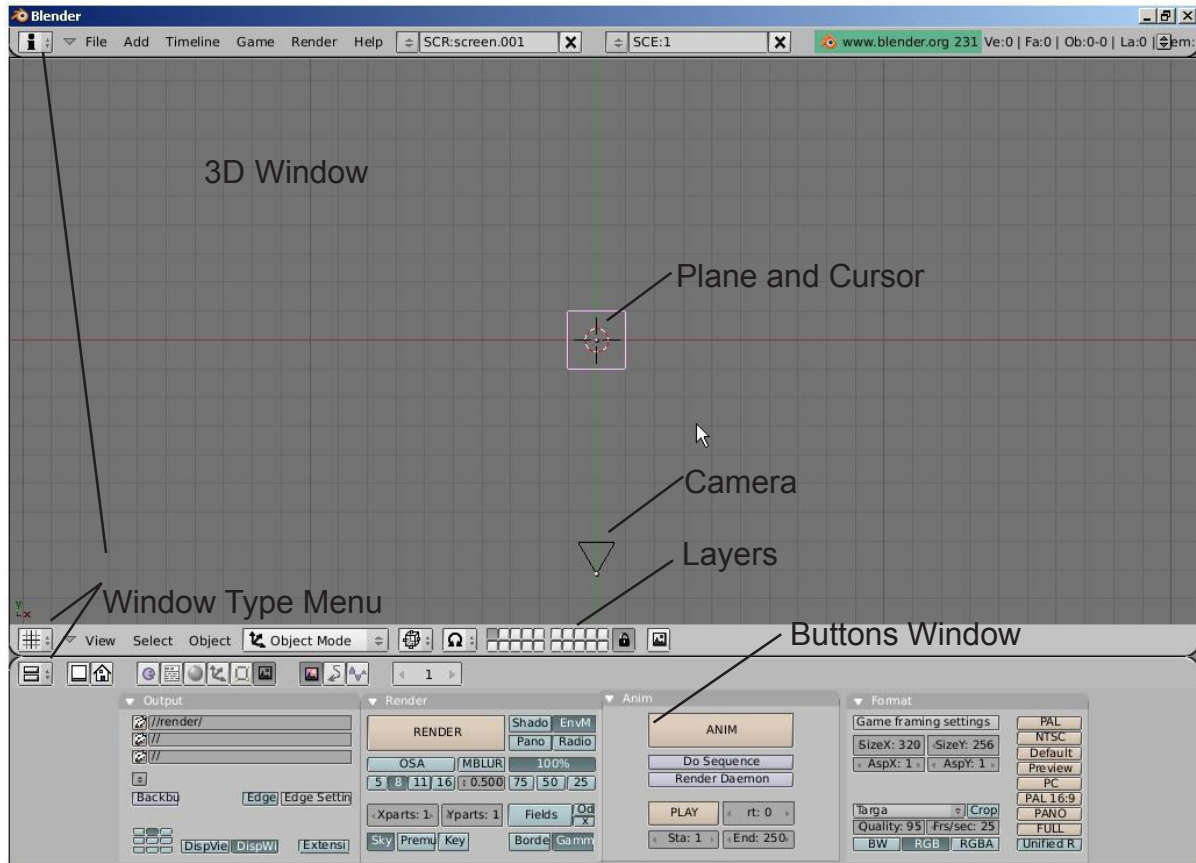 Blender
File Add Timeline Game Render Help SCR:screen.001 X SCE:1 X www.blender.org 231 Ve:0 | Fa:0 | Ob:0-0 | La:0 | em:
3D Window
Plane and Cursor
Camera
Layers
y
x
Window Type Menu
View Select Object Object Mode
Buttons Window
1
Output
//render/
//
//
Backbu Edge Edge Settin
DispVie DispWi Extensi
Render
RENDER Shado EnvM
Pano Radio
OSA MBLUR 100%
5 8 11 16 0.500 75 50 25
Xparts: 1 Yparts: 1 Fields Od
x
Sky Premu Key Borde Gamm
Anim
ANIM
Do Sequence
Render Daemon
PLAY rt: 0
Sta: 1 End: 250
Format
Game framing settings PAL
NTSC
SizeX: 320 SizeY: 256 Default
AspX: 1 AspY: 1 Preview
PC
PAL 16:9
Targa Crop PANO
Quality: 95 Frs/sec: 25 FULL
BW RGB RGBA Unified R